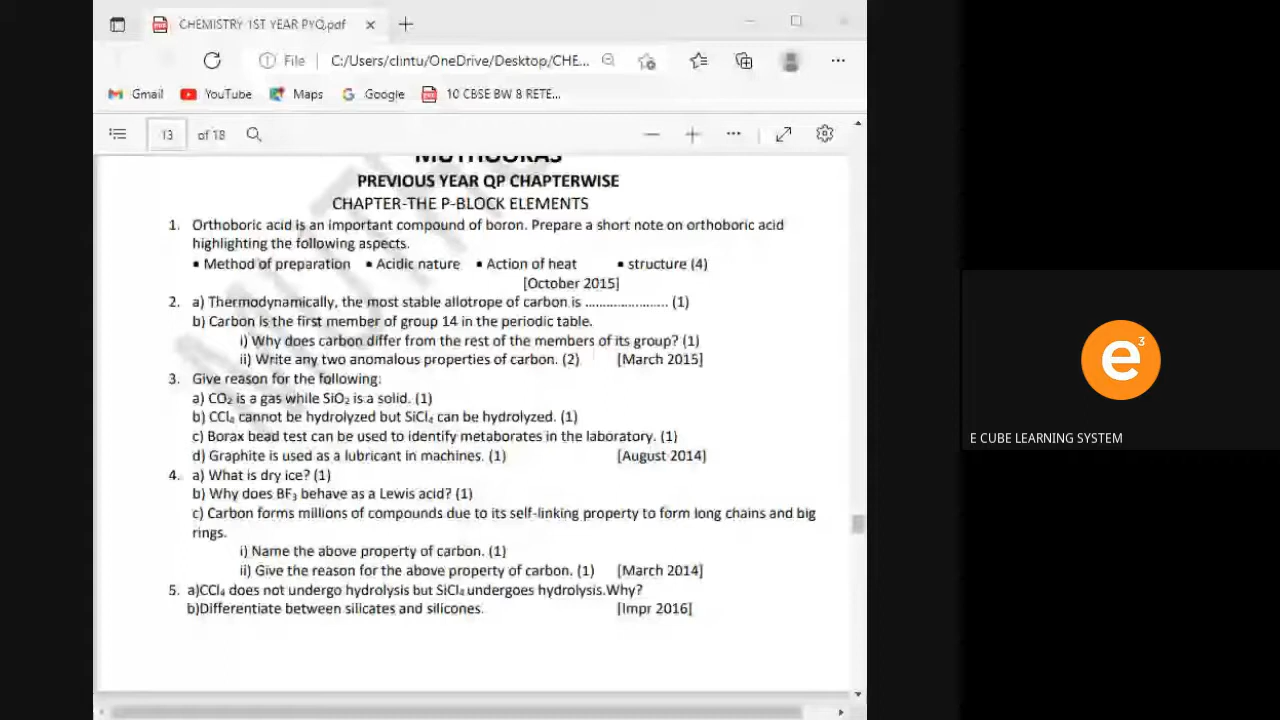 CHEMISTRY 1ST YEAR PYQ.pdf
File C:/Users/clintu/OneDrive/Desktop/CHE...
Gmail YouTube Maps Google 10 CBSE BW 8 RETE...
13 of 18
MUTHOORAS
PREVIOUS YEAR QP CHAPTERWISE
CHAPTER-THE P-BLOCK ELEMENTS
1. Orthoboric acid is an important compound of boron. Prepare a short note on orthoboric acid
highlighting the following aspects.
▪ Method of preparation ▪ Acidic nature ▪ Action of heat ▪ structure (4)
[October 2015]
2. a) Thermodynamically, the most stable allotrope of carbon is ...................... (1)
b) Carbon is the first member of group 14 in the periodic table.
i) Why does carbon differ from the rest of the members of its group? (1)
ii) Write any two anomalous properties of carbon. (2) [March 2015]
3. Give reason for the following:
a) CO₂ is a gas while SiO₂ is a solid. (1)
b) CCl₄ cannot be hydrolyzed but SiCl₄ can be hydrolyzed. (1)
c) Borax bead test can be used to identify metaborates in the laboratory. (1)
d) Graphite is used as a lubricant in machines. (1) [August 2014]
4. a) What is dry ice? (1)
b) Why does BF₃ behave as a Lewis acid? (1)
c) Carbon forms millions of compounds due to its self-linking property to form long chains and big
rings.
i) Name the above property of carbon. (1)
ii) Give the reason for the above property of carbon. (1) [March 2014]
5. a)CCl₄ does not undergo hydrolysis but SiCl₄ undergoes hydrolysis.Why?
b)Differentiate between silicates and silicones. [Impr 2016]
e³
E CUBE LEARNING SYSTEM